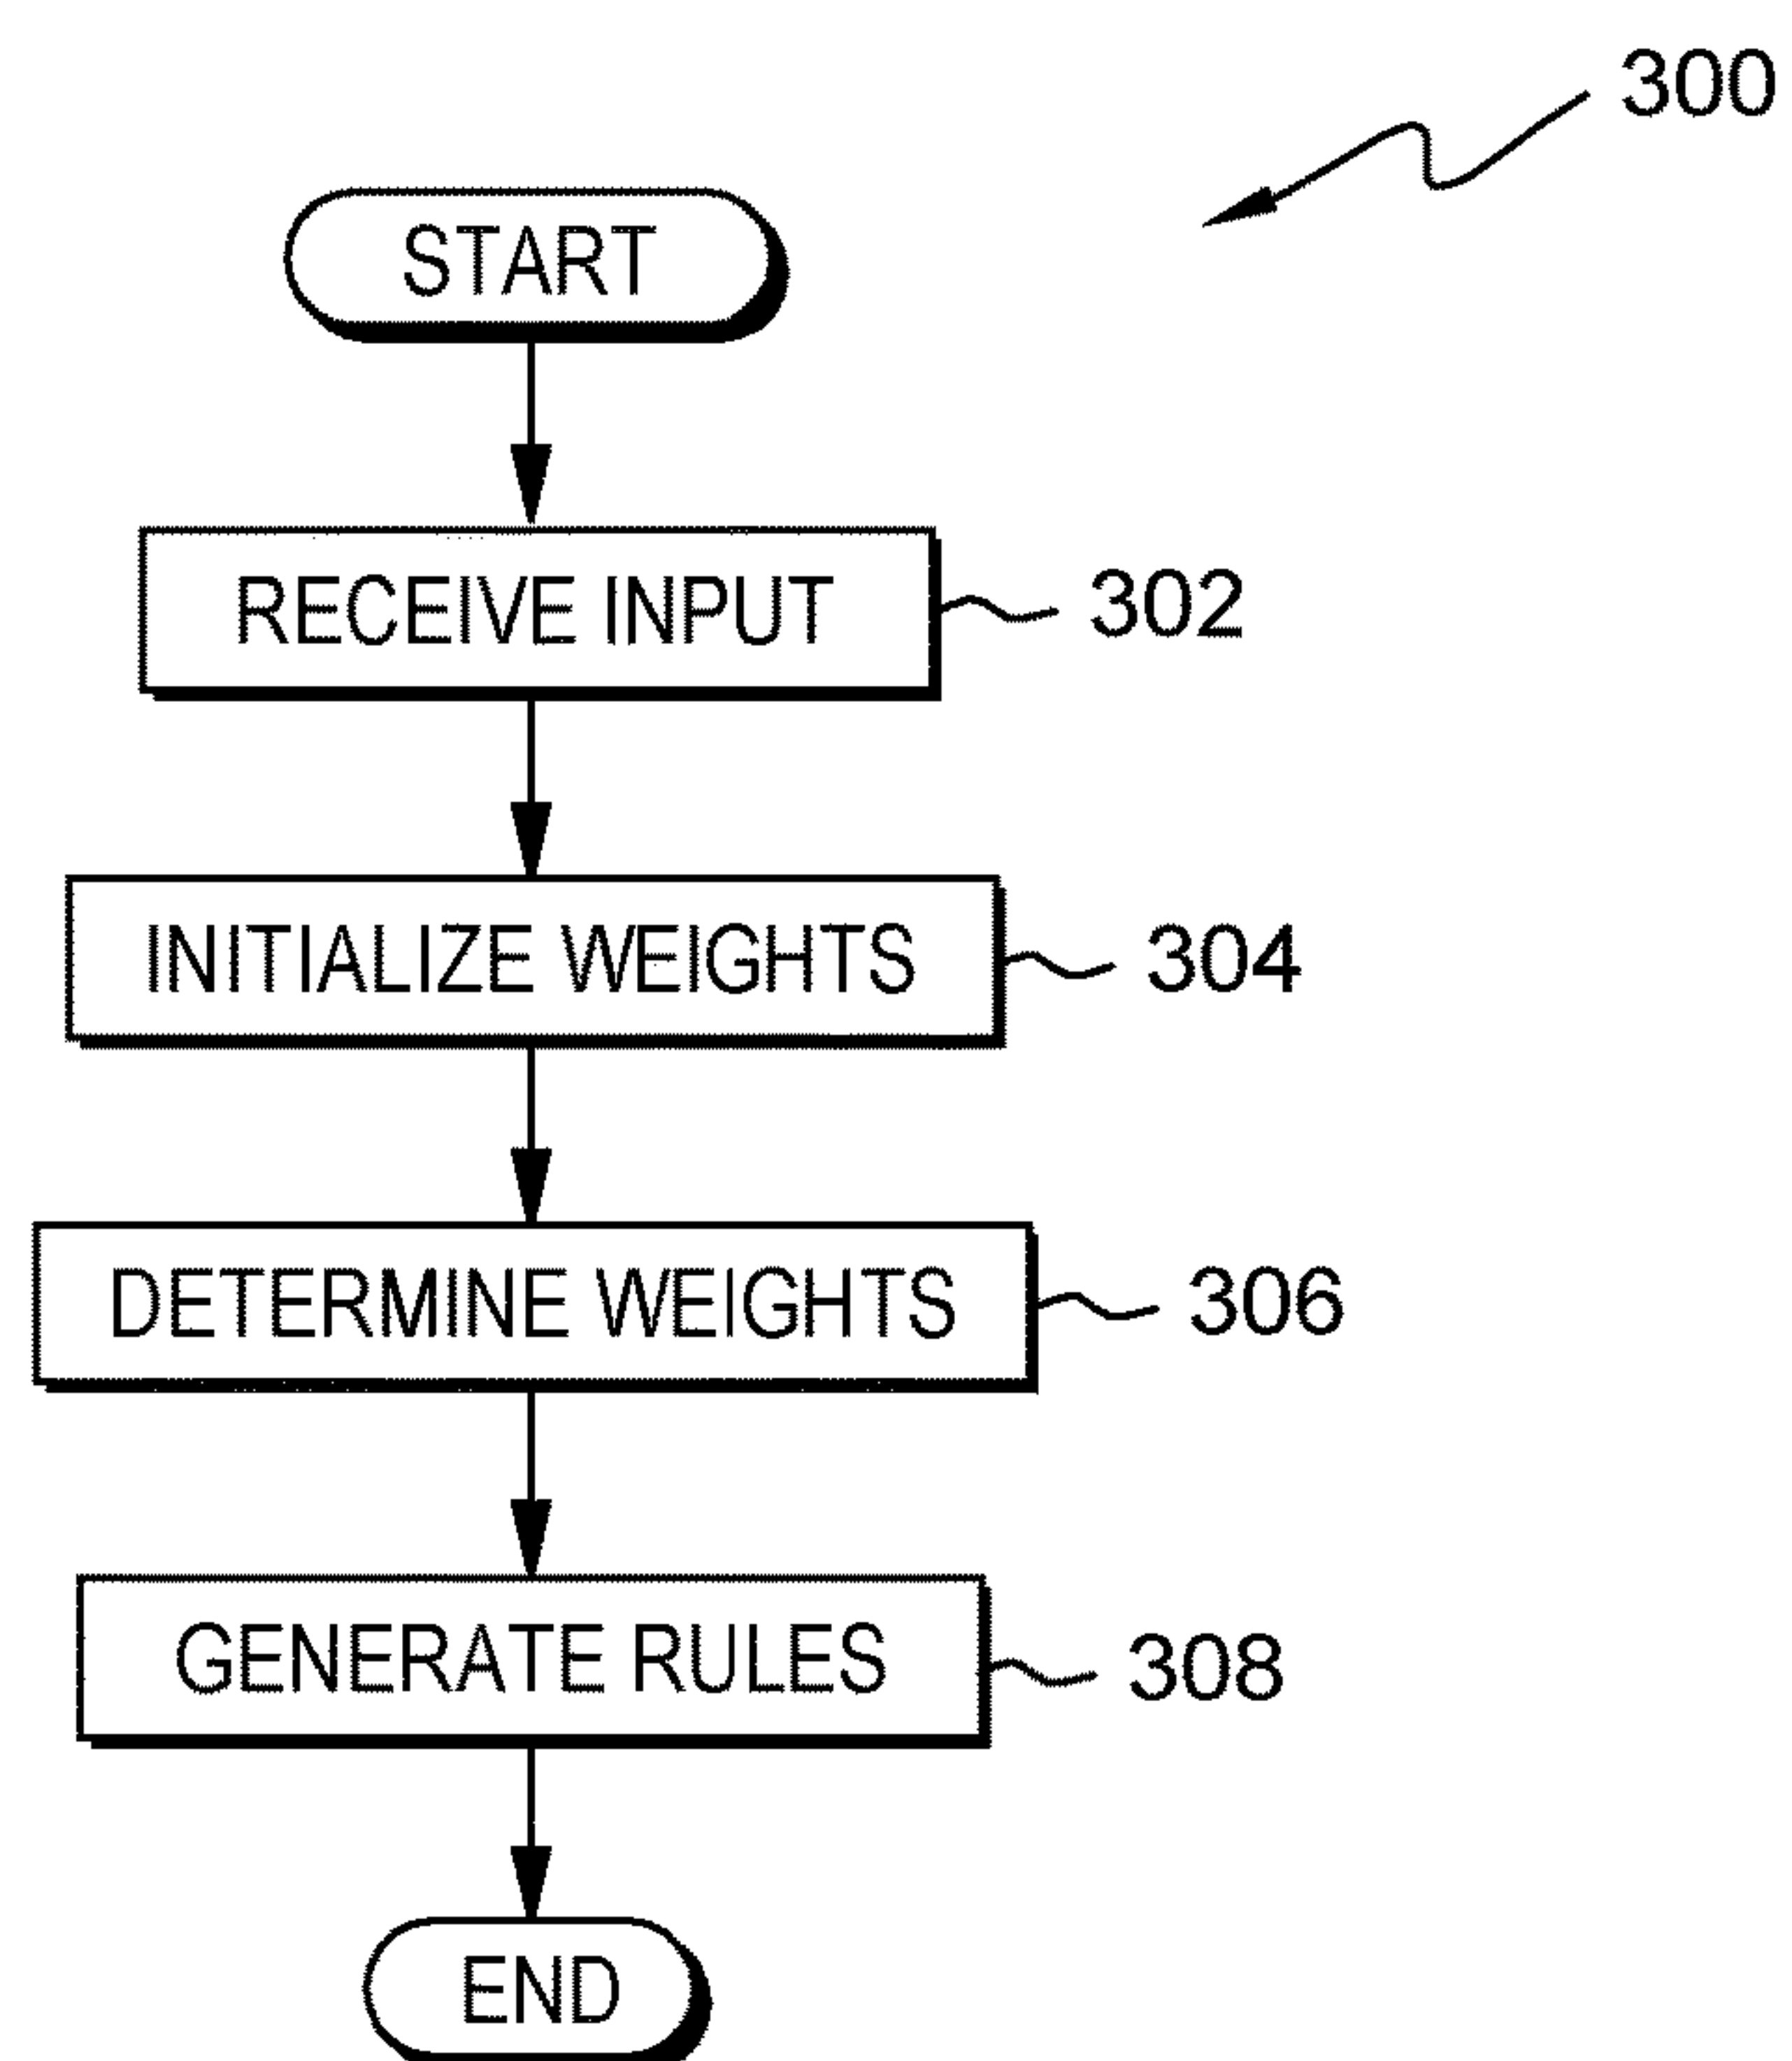 300
START
RECEIVE INPUT
302
INITIALIZE WEIGHTS
304
DETERMINE WEIGHTS
306
GENERATE RULES
308
END